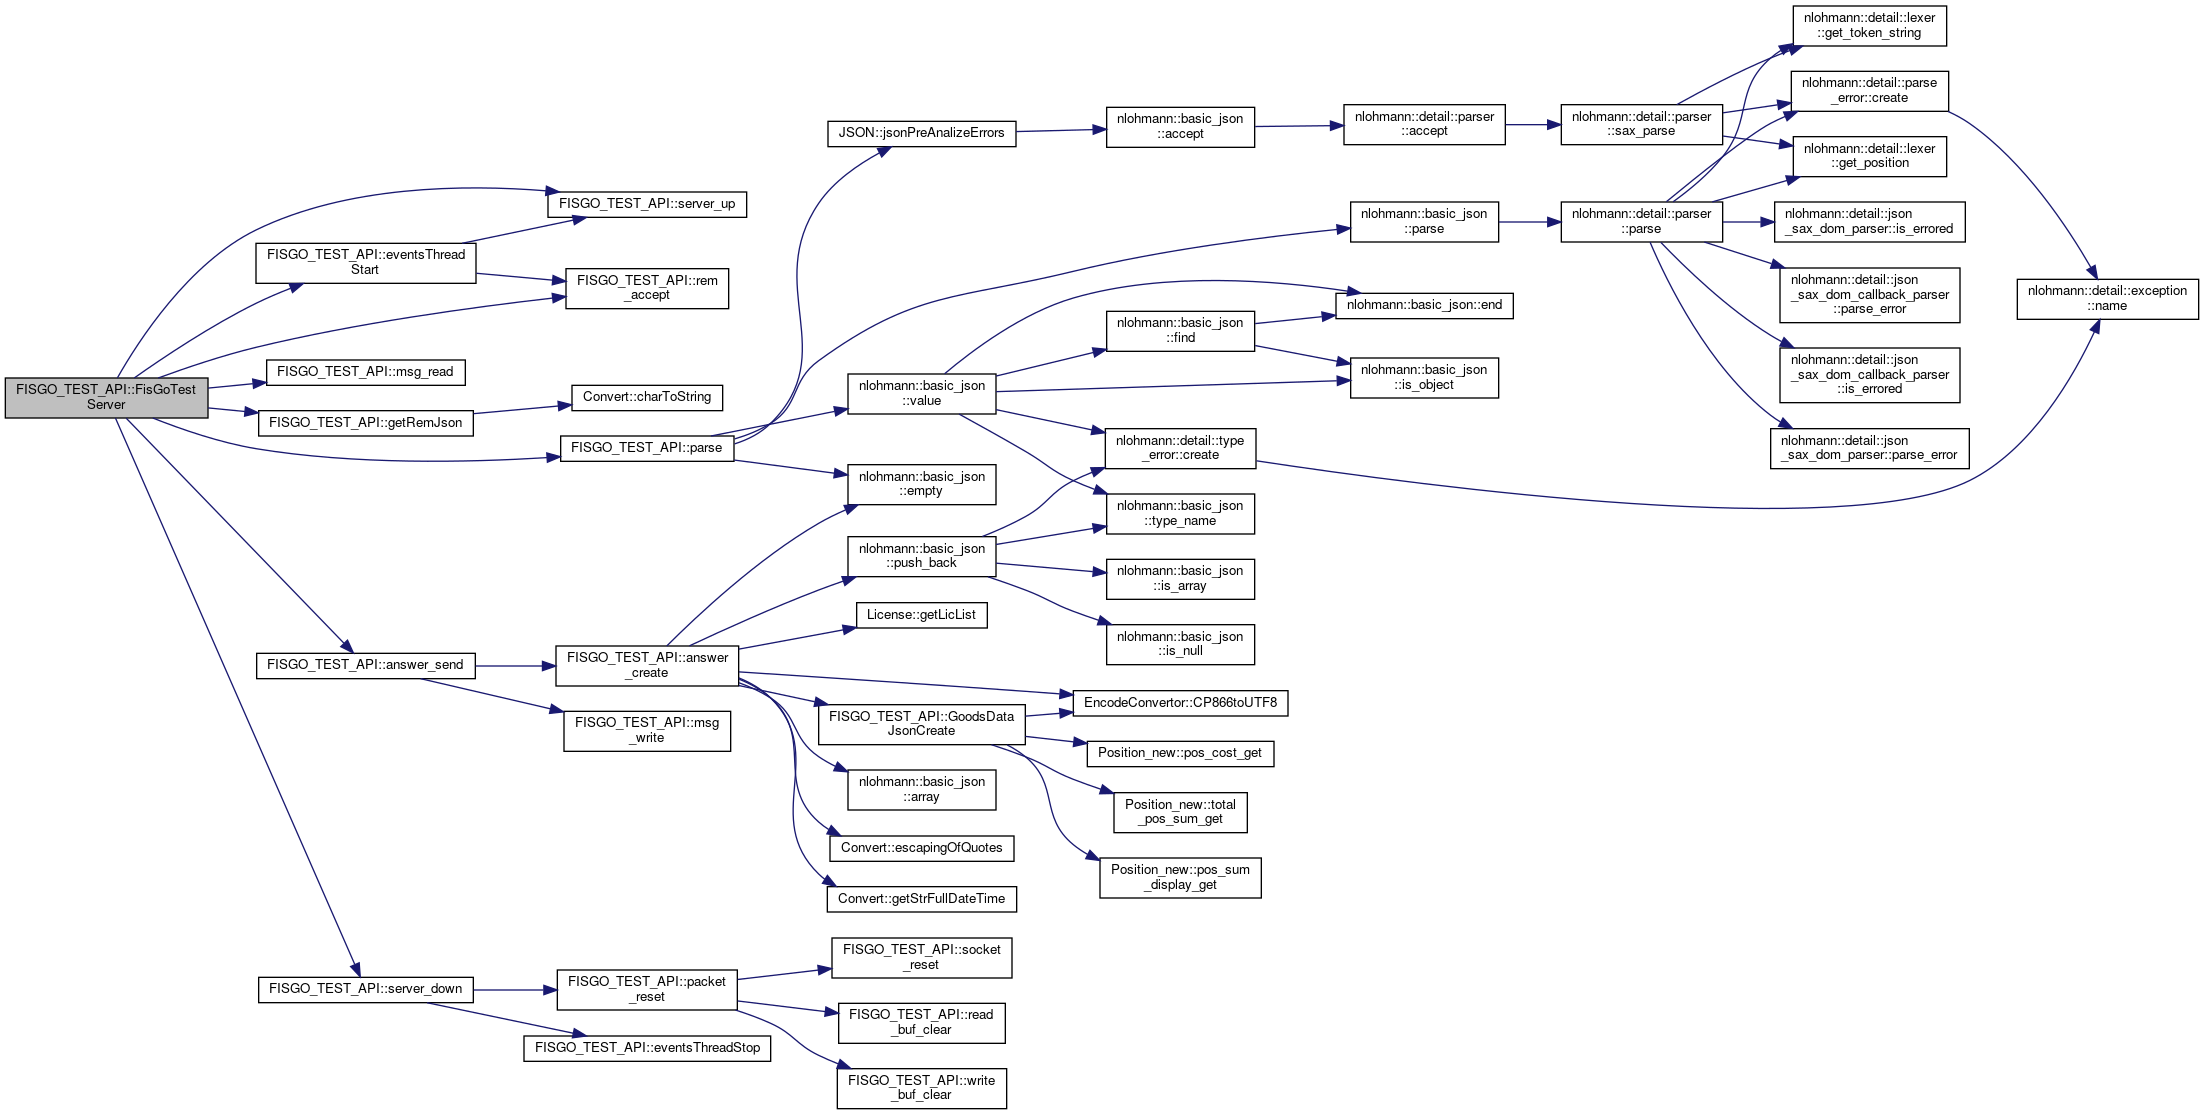 FISGO_TEST_API::FisGoTest
Server
FISGO_TEST_API::server_up
FISGO_TEST_API::eventsThread
Start
FISGO_TEST_API::rem
_accept
FISGO_TEST_API::msg_read
FISGO_TEST_API::getRemJson
Convert::charToString
FISGO_TEST_API::parse
JSON::jsonPreAnalizeErrors
nlohmann::basic_json
::accept
nlohmann::detail::parser
::accept
nlohmann::detail::parser
::sax_parse
nlohmann::detail::lexer
::get_token_string
nlohmann::detail::parse
_error::create
nlohmann::detail::lexer
::get_position
nlohmann::basic_json
::parse
nlohmann::detail::parser
::parse
nlohmann::detail::json
_sax_dom_parser::is_errored
nlohmann::detail::json
_sax_dom_callback_parser
::parse_error
nlohmann::detail::json
_sax_dom_callback_parser
::is_errored
nlohmann::detail::json
_sax_dom_parser::parse_error
nlohmann::detail::exception
::name
nlohmann::basic_json
::value
nlohmann::basic_json::end
nlohmann::basic_json
::find
nlohmann::basic_json
::is_object
nlohmann::detail::type
_error::create
nlohmann::basic_json
::type_name
nlohmann::basic_json
::empty
nlohmann::basic_json
::push_back
nlohmann::basic_json
::is_array
nlohmann::basic_json
::is_null
License::getLicList
FISGO_TEST_API::answer_send
FISGO_TEST_API::answer
_create
FISGO_TEST_API::msg
_write
EncodeConvertor::CP866toUTF8
FISGO_TEST_API::GoodsData
JsonCreate
Position_new::pos_cost_get
Position_new::total
_pos_sum_get
Position_new::pos_sum
_display_get
nlohmann::basic_json
::array
Convert::escapingOfQuotes
Convert::getStrFullDateTime
FISGO_TEST_API::server_down
FISGO_TEST_API::packet
_reset
FISGO_TEST_API::socket
_reset
FISGO_TEST_API::read
_buf_clear
FISGO_TEST_API::eventsThreadStop
FISGO_TEST_API::write
_buf_clear